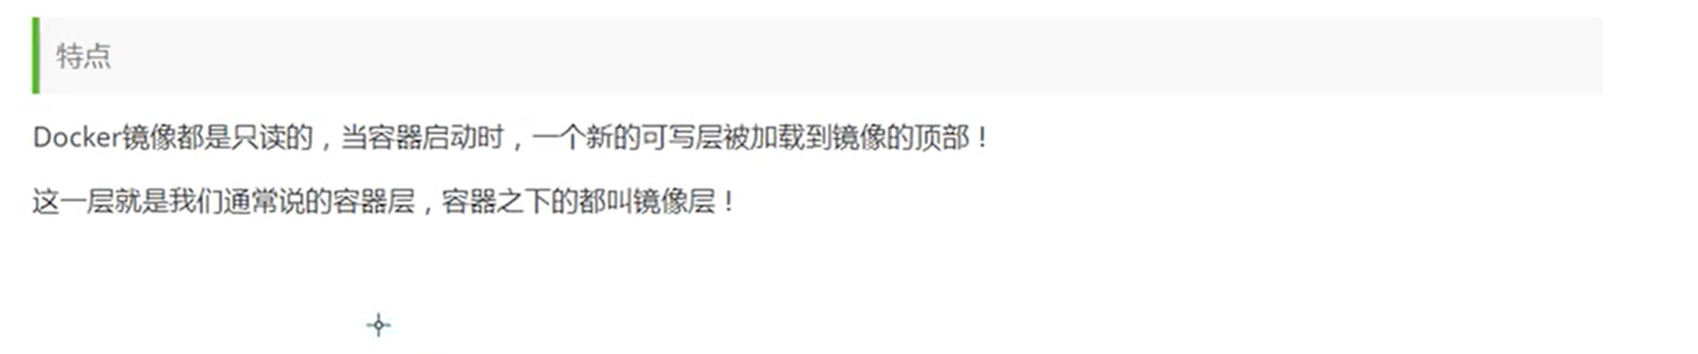 特点
Docker镜像都是只读的，当容器启动时，一个新的可写层被加载到镜像的顶部！
这一层就是我们通常说的容器层，容器之下的都叫镜像层！